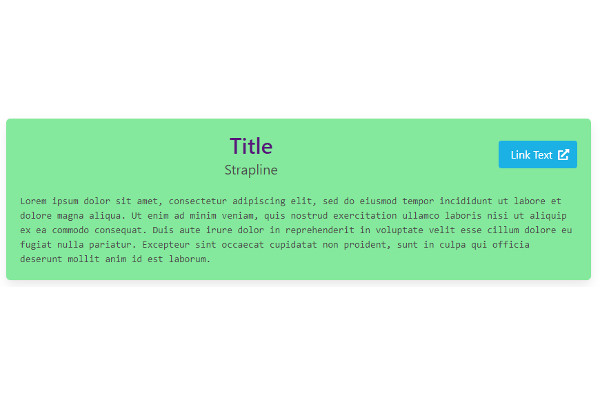 Title
Strapline
Link Text
Lorem ipsum dolor sit amet, consectetur adipiscing elit, sed do eiusmod tempor incididunt ut labore et
dolore magna aliqua. Ut enim ad minim veniam, quis nostrud exercitation ullamco laboris nisi ut aliquip
ex ea commodo consequat. Duis aute irure dolor in reprehenderit in voluptate velit esse cillum dolore eu
fugiat nulla pariatur. Excepteur sint occaecat cupidatat non proident, sunt in culpa qui officia
deserunt mollit anim id est laborum.